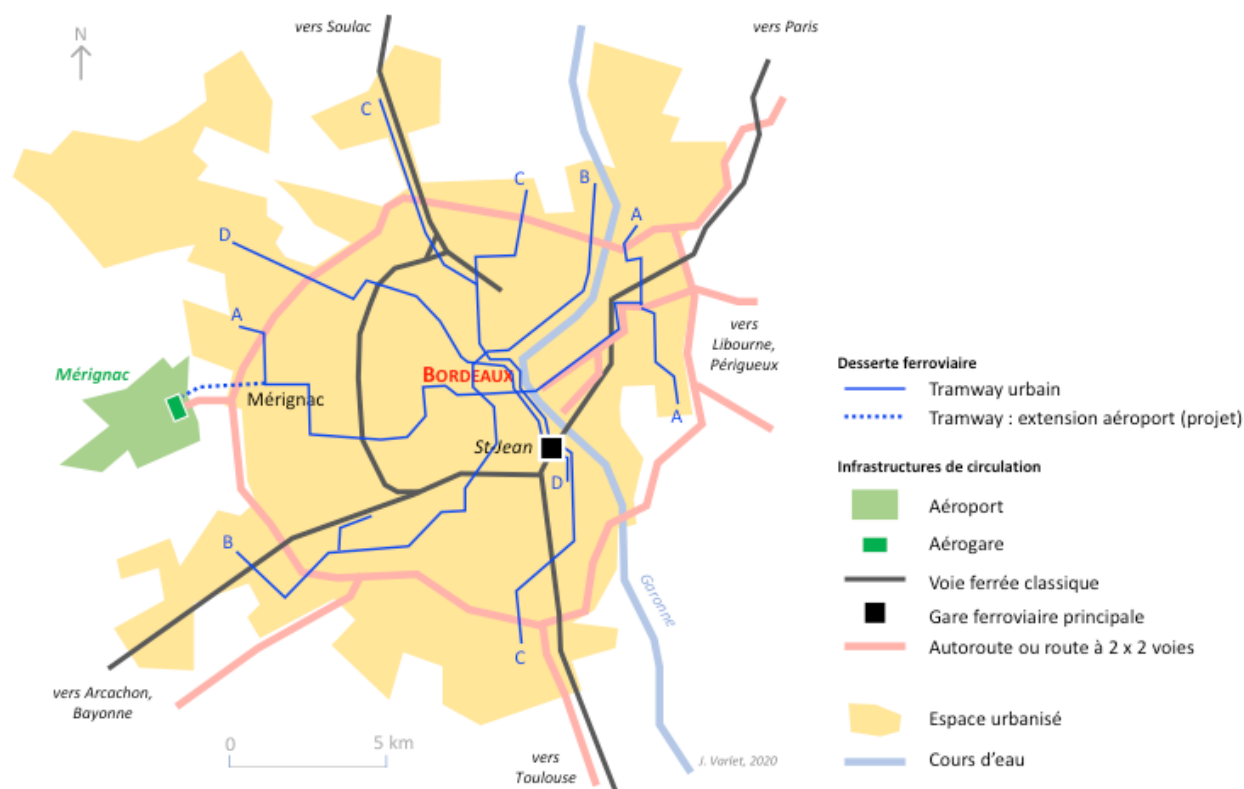 vers Soulac
vers Paris
N
C
C
B
A
D
A
vers
Libourne,
Périgueux
Mérignac
BORDEAUX
Mérignac
A
St-Jean
D
B
Garonne
C
vers Arcachon,
Bayonne
0
5 km
vers
Toulouse
J. Varlet, 2020
Desserte ferroviaire
Tramway urbain
Tramway : extension aéroport (projet)
Infrastructures de circulation
Aéroport
Aérogare
Voie ferrée classique
Gare ferroviaire principale
Autoroute ou route à 2 x 2 voies
Espace urbanisé
Cours d'eau